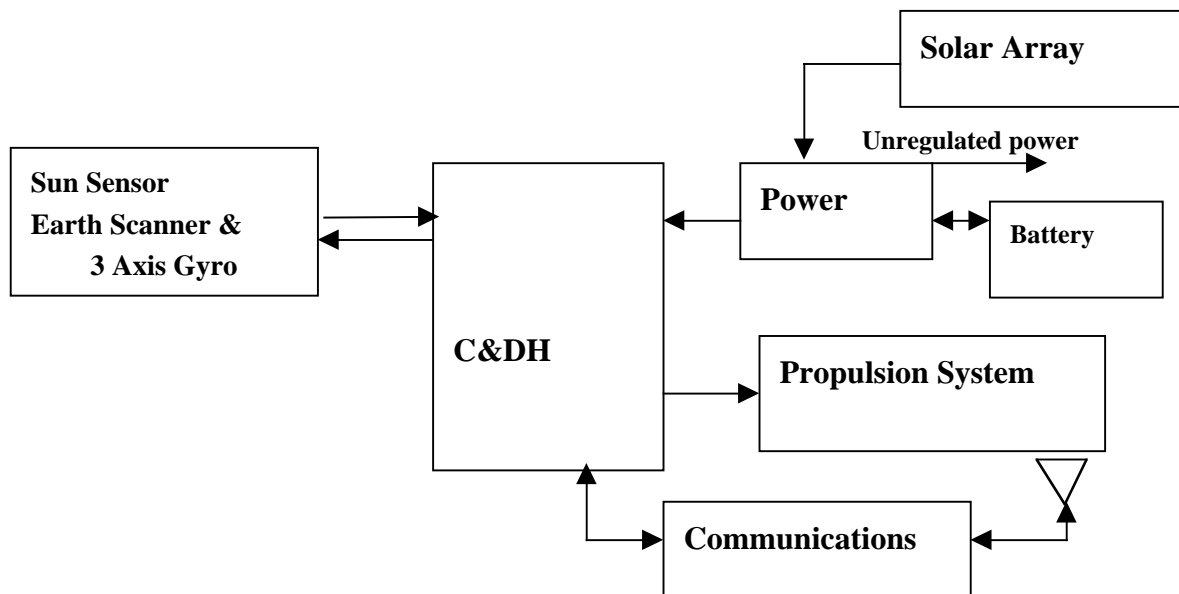 Solar Array
Unregulated power
Sun Sensor
Earth Scanner &
3 Axis Gyro
Power
Battery
C&DH
Propulsion System
Communications